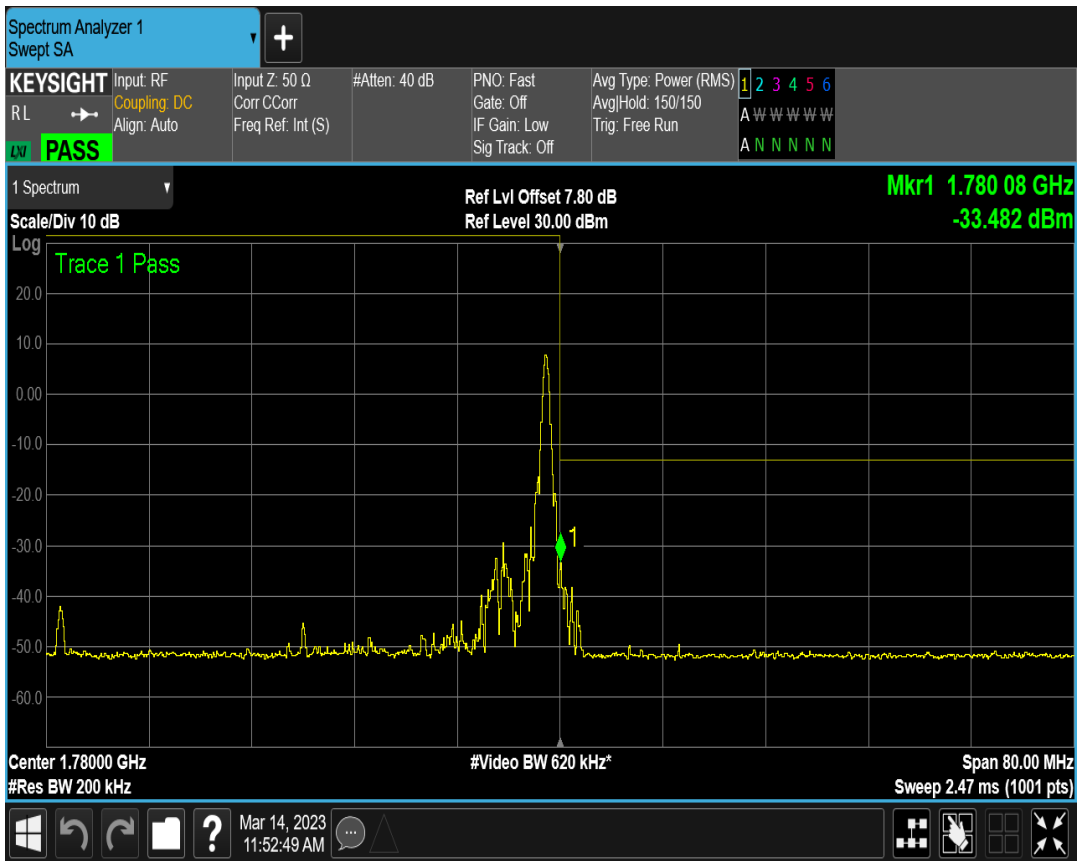 Spectrum Analyzer 1
Swept SA
+
KEYSIGHT
RL
LXI PASS
Input: RF
Coupling: DC
Align: Auto
Input Z: 50 Ω
Corr CCorr
Freq Ref: Int (S)
#Atten: 40 dB
PNO: Fast
Gate: Off
IF Gain: Low
Sig Track: Off
Avg Type: Power (RMS)
Avg|Hold: 150/150
Trig: Free Run
1 2 3 4 5 6
A W W W W W
A N N N N N
1 Spectrum
Scale/Div 10 dB
Ref Lvl Offset 7.80 dB
Ref Level 30.00 dBm
Mkr1 1.780 08 GHz
-33.482 dBm
Log
Trace 1 Pass
20.0
10.0
0.00
-10.0
-20.0
-30.0
-40.0
-50.0
-60.0
1
Center 1.78000 GHz
#Res BW 200 kHz
#Video BW 620 kHz*
Span 80.00 MHz
Sweep 2.47 ms (1001 pts)
?
Mar 14, 2023
11:52:49 AM